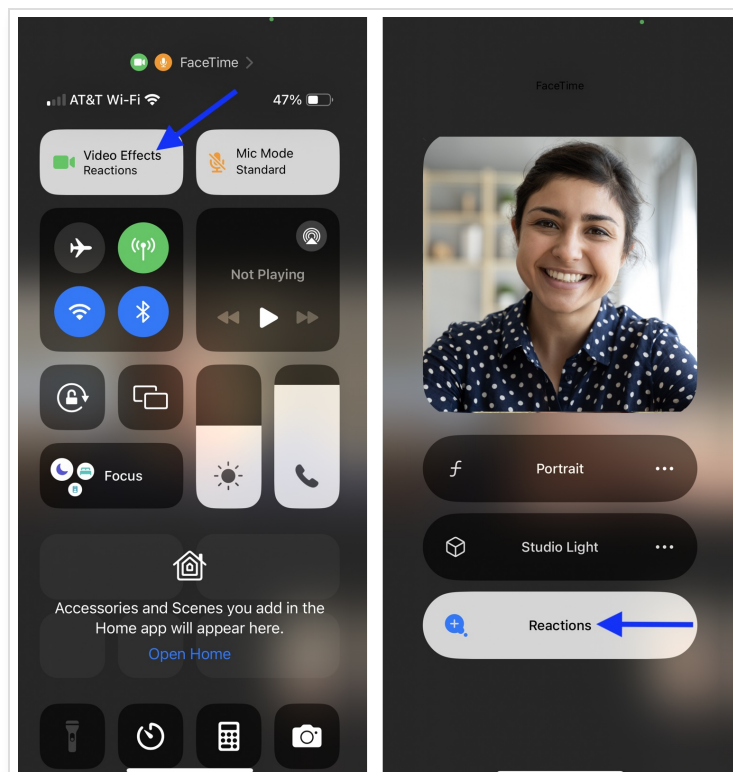 FaceTime >
AT&T Wi-Fi
47%
Video Effects
Reactions
Mic Mode
Standard
Not Playing
Focus
Accessories and Scenes you add in the
Home app will appear here.
Open Home
FaceTime
Portrait
Studio Light
Reactions